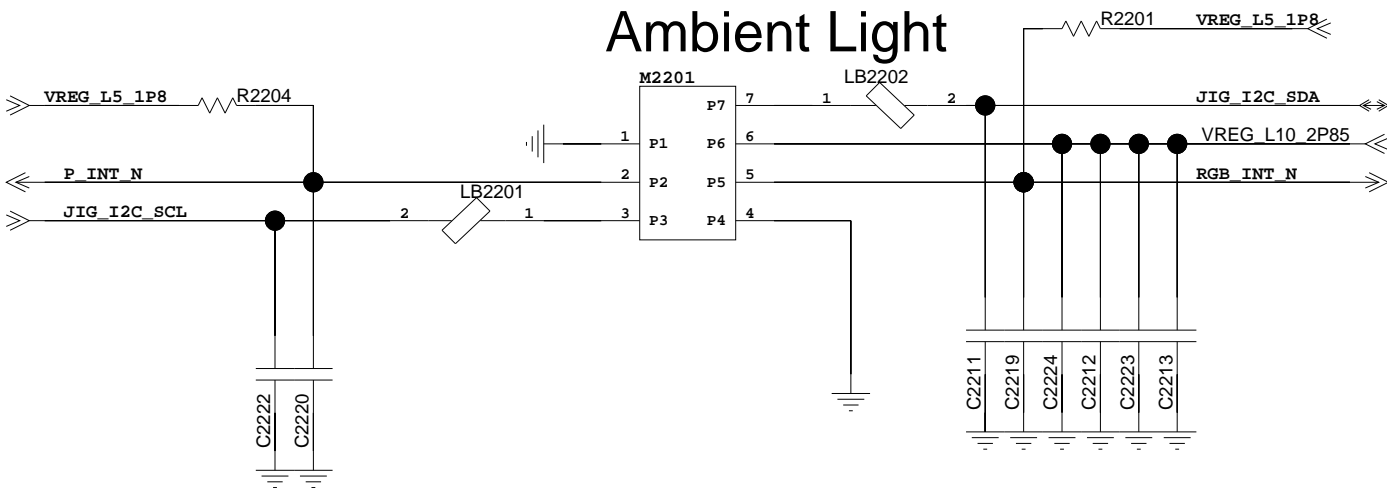 Ambient Light
R2201 VREG_L5_1P8
M2201 LB2202
VREG_L5_1P8 R2204 P7 7 1 2 JIG_I2C_SDA
1 P1 P6 6 VREG_L10_2P85
P_INT_N 2 P2 P5 5 RGB_INT_N
LB2201
JIG_I2C_SCL 2 1 3 P3 P4 4
C2222 C2220 C2211 C2219 C2224 C2212 C2223 C2213